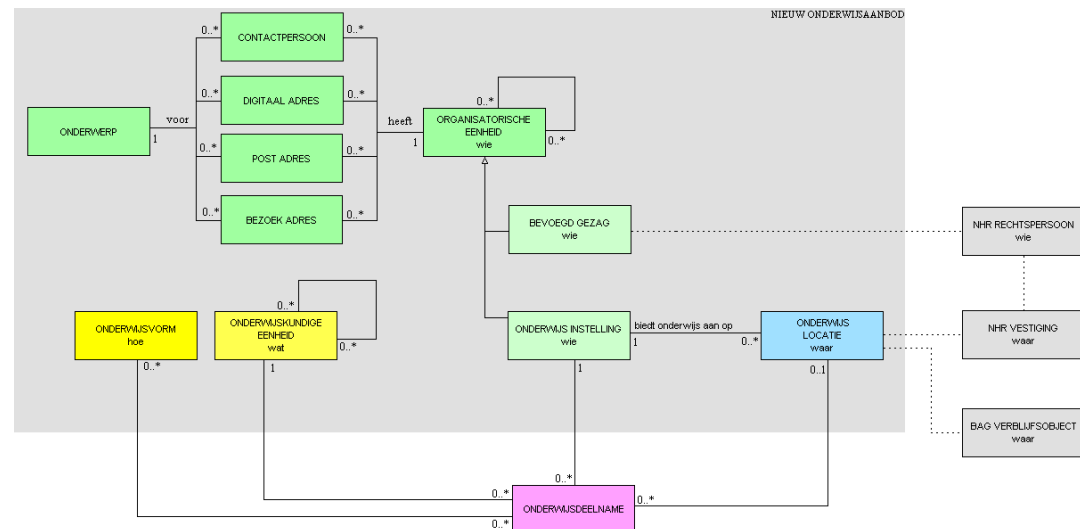 NIEUW ONDERWIJSAANBOD
0..*
CONTACTPERSOON
0..*
0..*
DIGITAAL ADRES
0..*
0..*
ONDERWERP
1
voor
heeft
1
ORGANISATORISCHE
EENHEID
wie
0..*
0..*
POST ADRES
0..*
0..*
BEZOEK ADRES
0..*
BEVOEGD GEZAG
wie
NHR RECHTSPERSOON
wie
0..*
ONDERWIJSVORM
hoe
ONDERWIJSKUNDIGE
EENHEID
wat
0..*
ONDERWIJS INSTELLING
wie
biedt onderwijs aan op
1
0..*
ONDERWIJS
LOCATIE
waar
NHR VESTIGING
waar
0..*
1
1
0..1
BAG VERBLIJFSOBJECT
waar
0..*
0..*
0..*
0..*
ONDERWIJSDEELNAME